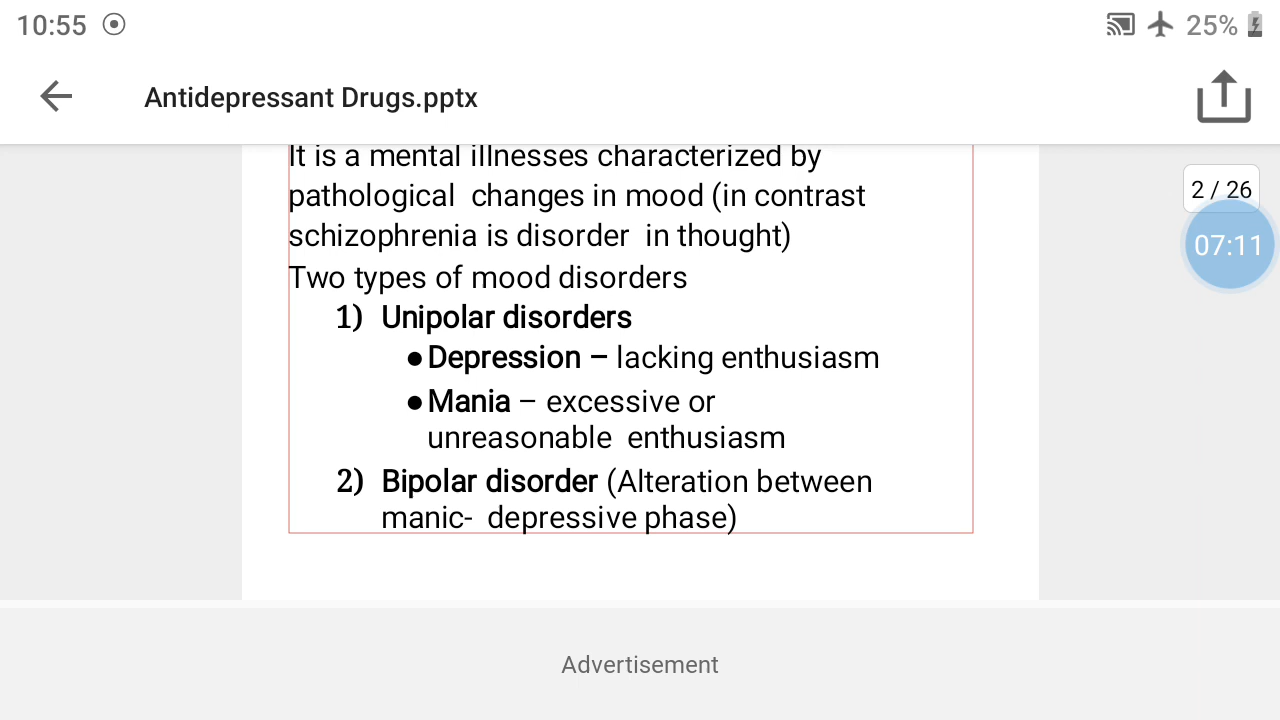 10:55
25%
Antidepressant Drugs.pptx
It is a mental illnesses characterized by
pathological changes in mood (in contrast
schizophrenia is disorder in thought)
2 / 26
07:11
Two types of mood disorders
1) Unipolar disorders
● Depression – lacking enthusiasm
● Mania – excessive or
unreasonable enthusiasm
2) Bipolar disorder (Alteration between
manic- depressive phase)
Advertisement